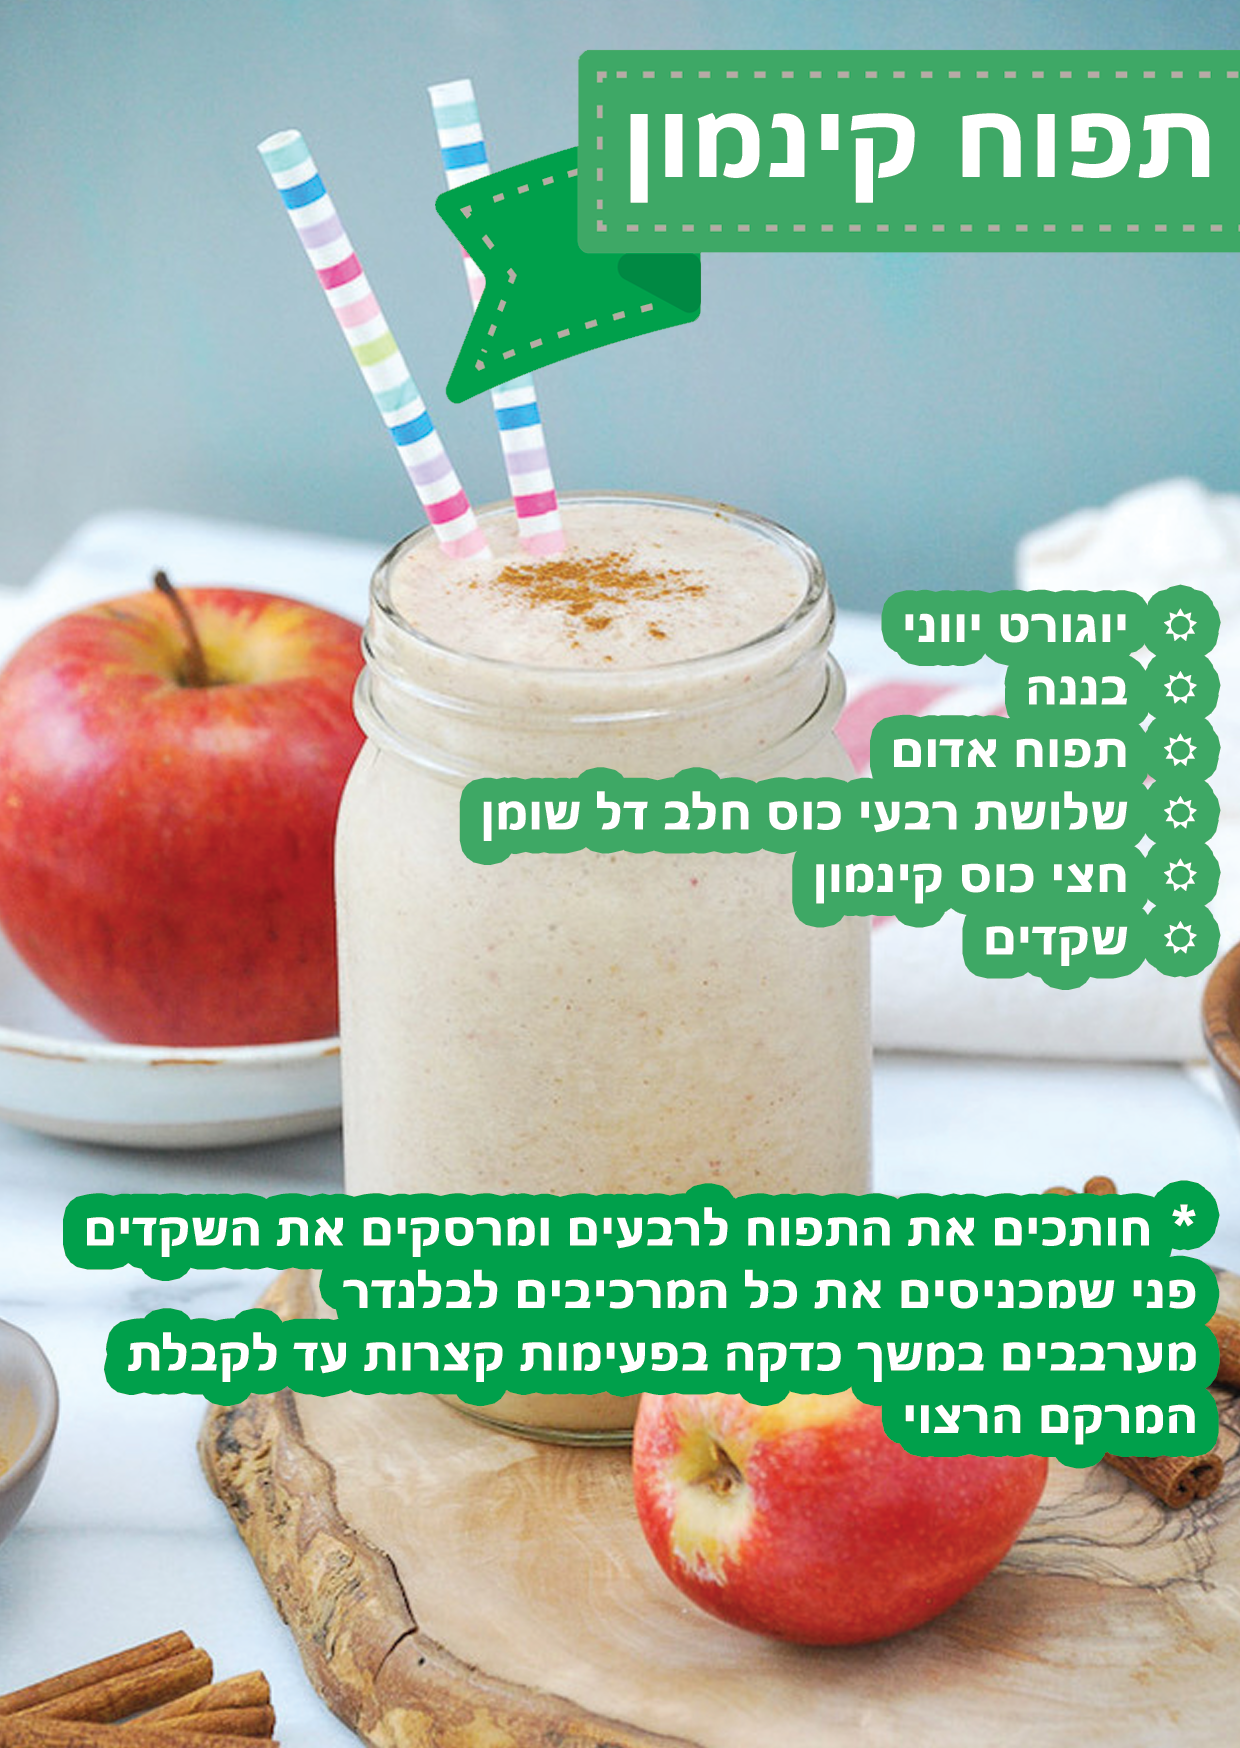 תפוח קינמון
יוגורט יווני
בננה
תפוח אדום
שלושת רבעי כוס חלב דל שומן
חצי כוס קינמון
שקדים
* חותכים את התפוח לרבעים ומרסקים את השקדים
פני שמכניסים את כל המרכיבים לבלנדר
מערבבים במשך כדקה בפעימות קצרות עד לקבלת
המרקם הרצוי